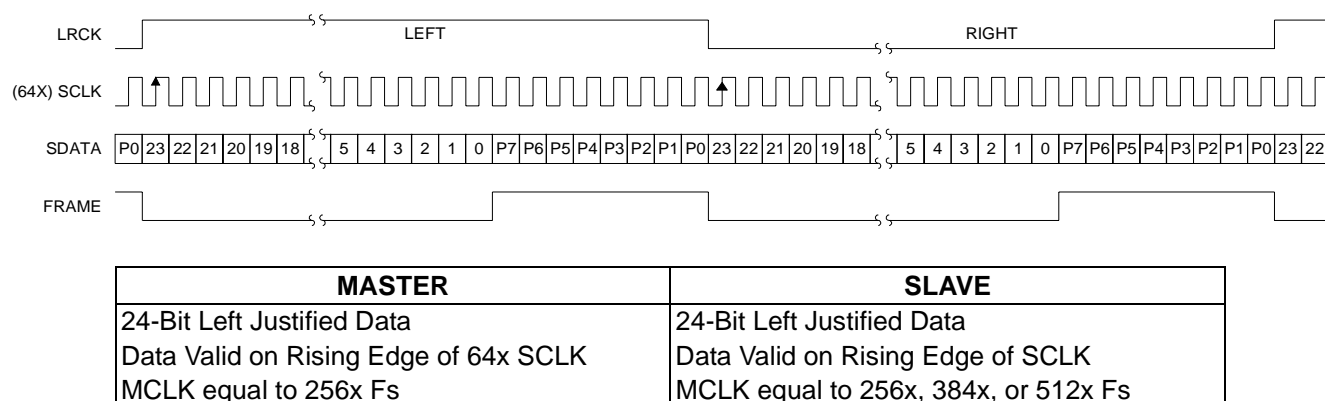 LRCK LEFT RIGHT
(64X) SCLK
SDATA P0 23 22 21 20 19 18 5 4 3 2 1 0 P7 P6 P5 P4 P3 P2 P1 P0 23 22 21 20 19 18 5 4 3 2 1 0 P7 P6 P5 P4 P3 P2 P1 P0 23 22
FRAME
MASTER SLAVE
24-Bit Left Justified Data 24-Bit Left Justified Data
Data Valid on Rising Edge of 64x SCLK Data Valid on Rising Edge of SCLK
MCLK equal to 256x Fs MCLK equal to 256x, 384x, or 512x Fs